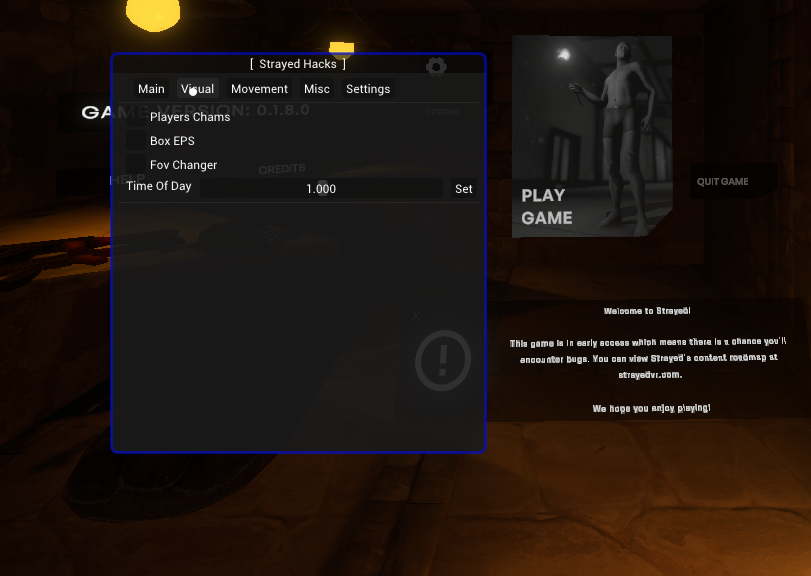 [ Strayed Hacks ]
Main Visual Movement Misc Settings
GAME VERSION: 0.1.8.0
Players Chams
Box EPS
Fov Changer
HELP
CREDITS
Time Of Day 1.000 Set
PLAY
GAME
QUIT GAME
X
Welcome to Strayed!
This game is in early access which means there is a chance you'll
encounter bugs. You can view Strayed's content roadmap at
strayedvr.com.
We hope you enjoy playing!